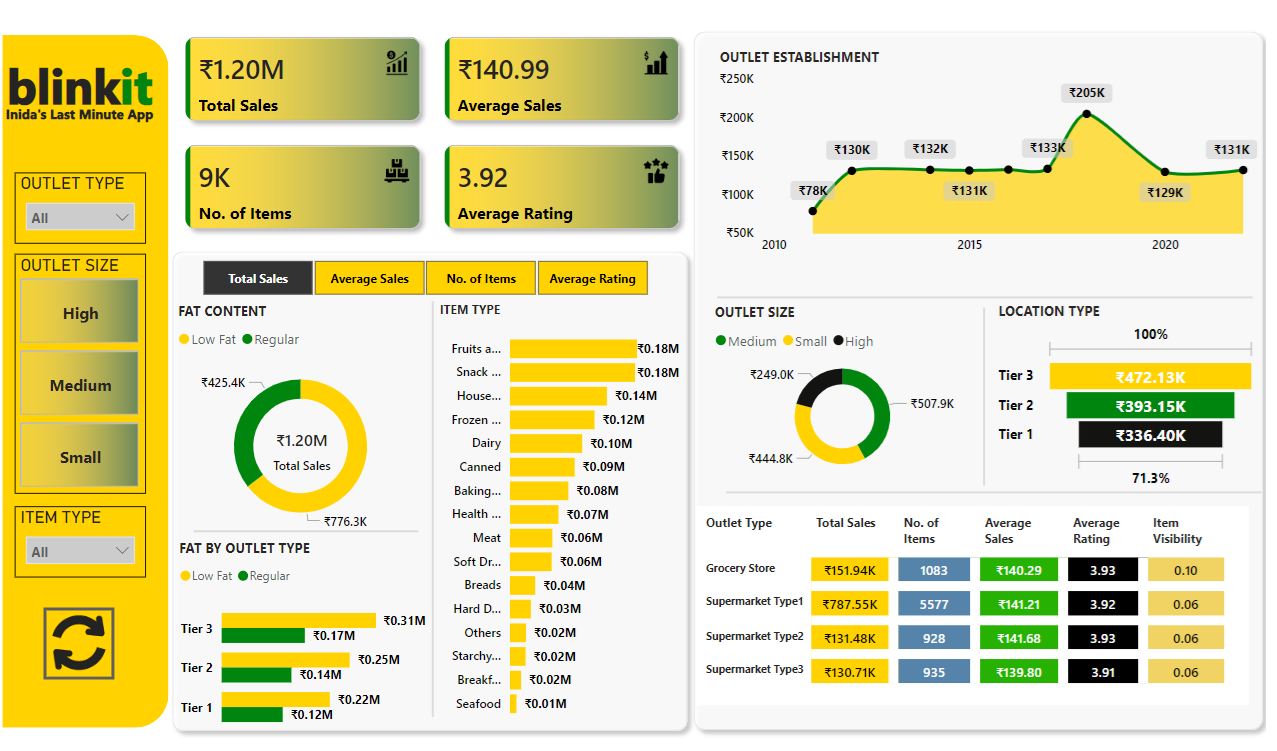 blinkit
Inida's Last Minute App
OUTLET TYPE
All
OUTLET SIZE
High
Medium
Small
ITEM TYPE
All
₹1.20M
Total Sales
₹140.99
Average Sales
9K
No. of Items
3.92
Average Rating
Total Sales
Average Sales
No. of Items
Average Rating
FAT CONTENT
Low Fat Regular
₹425.4K
₹1.20M
Total Sales
₹776.3K
FAT BY OUTLET TYPE
Low Fat Regular
Tier 3 ₹0.31M
₹0.17M
Tier 2 ₹0.25M
₹0.14M
Tier 1 ₹0.22M
₹0.12M
ITEM TYPE
Fruits a... ₹0.18M
Snack ... ₹0.18M
House... ₹0.14M
Frozen ... ₹0.12M
Dairy ₹0.10M
Canned ₹0.09M
Baking... ₹0.08M
Health ... ₹0.07M
Meat ₹0.06M
Soft Dr... ₹0.06M
Breads ₹0.04M
Hard D... ₹0.03M
Others ₹0.02M
Starchy... ₹0.02M
Breakf... ₹0.02M
Seafood ₹0.01M
OUTLET ESTABLISHMENT
₹250K
₹200K
₹150K
₹100K
₹50K
₹78K
₹130K
₹132K
₹131K
₹133K
₹205K
₹129K
₹131K
2010 2015 2020
OUTLET SIZE
Medium Small High
₹249.0K
₹507.9K
₹444.8K
LOCATION TYPE
100%
Tier 3 ₹472.13K
Tier 2 ₹393.15K
Tier 1 ₹336.40K
71.3%
Outlet Type Total Sales No. of Items Average Sales Average Rating Item Visibility
Grocery Store ₹151.94K 1083 ₹140.29 3.93 0.10
Supermarket Type1 ₹787.55K 5577 ₹141.21 3.92 0.06
Supermarket Type2 ₹131.48K 928 ₹141.68 3.93 0.06
Supermarket Type3 ₹130.71K 935 ₹139.80 3.91 0.06